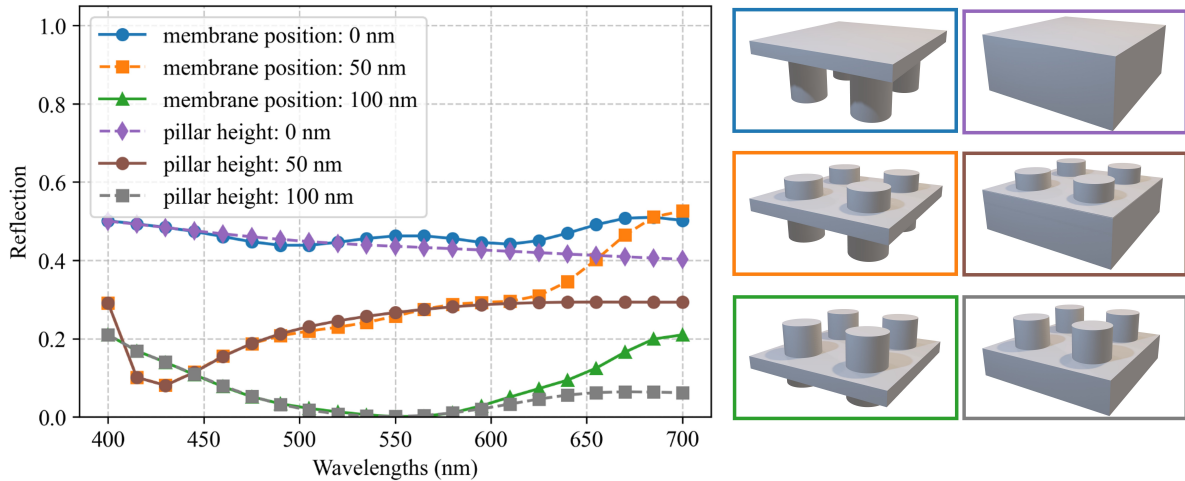 1.0
0.8
0.6
0.4
0.2
0.0
Reflection
membrane position: 0 nm
membrane position: 50 nm
membrane position: 100 nm
pillar height: 0 nm
pillar height: 50 nm
pillar height: 100 nm
400
450
500
550
600
650
700
Wavelengths (nm)